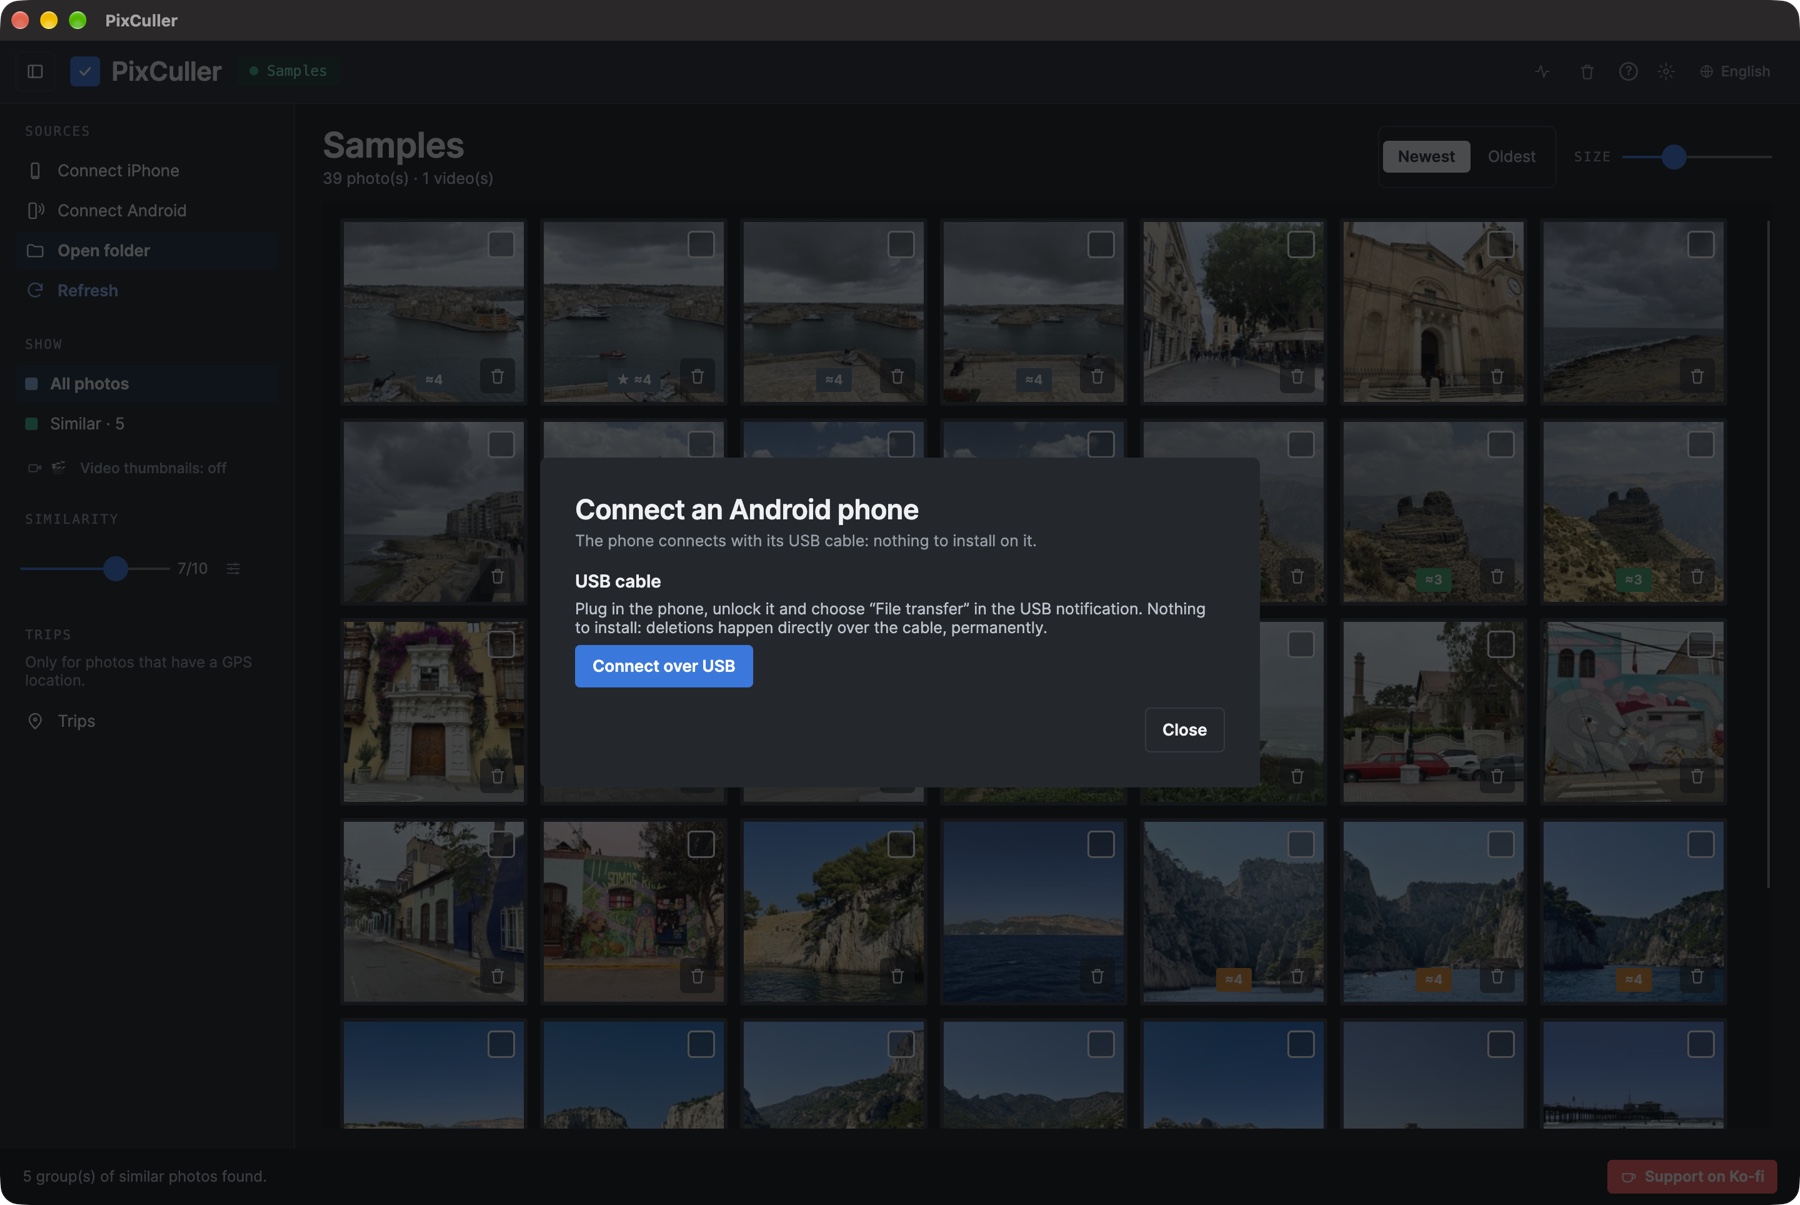 PixCuller
PixCuller
Samples
English
SOURCES
Connect iPhone
Connect Android
Open folder
Refresh
SHOW
All photos
Similar · 5
Video thumbnails: off
SIMILARITY
7/10
TRIPS
Only for photos that have a GPS
location.
Trips
Samples
39 photo(s) · 1 video(s)
Newest
Oldest
SIZE
≈4
★ ≈4
≈4
≈4
≈3
≈3
Connect an Android phone
The phone connects with its USB cable: nothing to install on it.
USB cable
Plug in the phone, unlock it and choose “File transfer” in the USB notification. Nothing
to install: deletions happen directly over the cable, permanently.
Connect over USB
Close
SOMOS
≈4
≈4
≈4
5 group(s) of similar photos found.
Support on Ko-fi